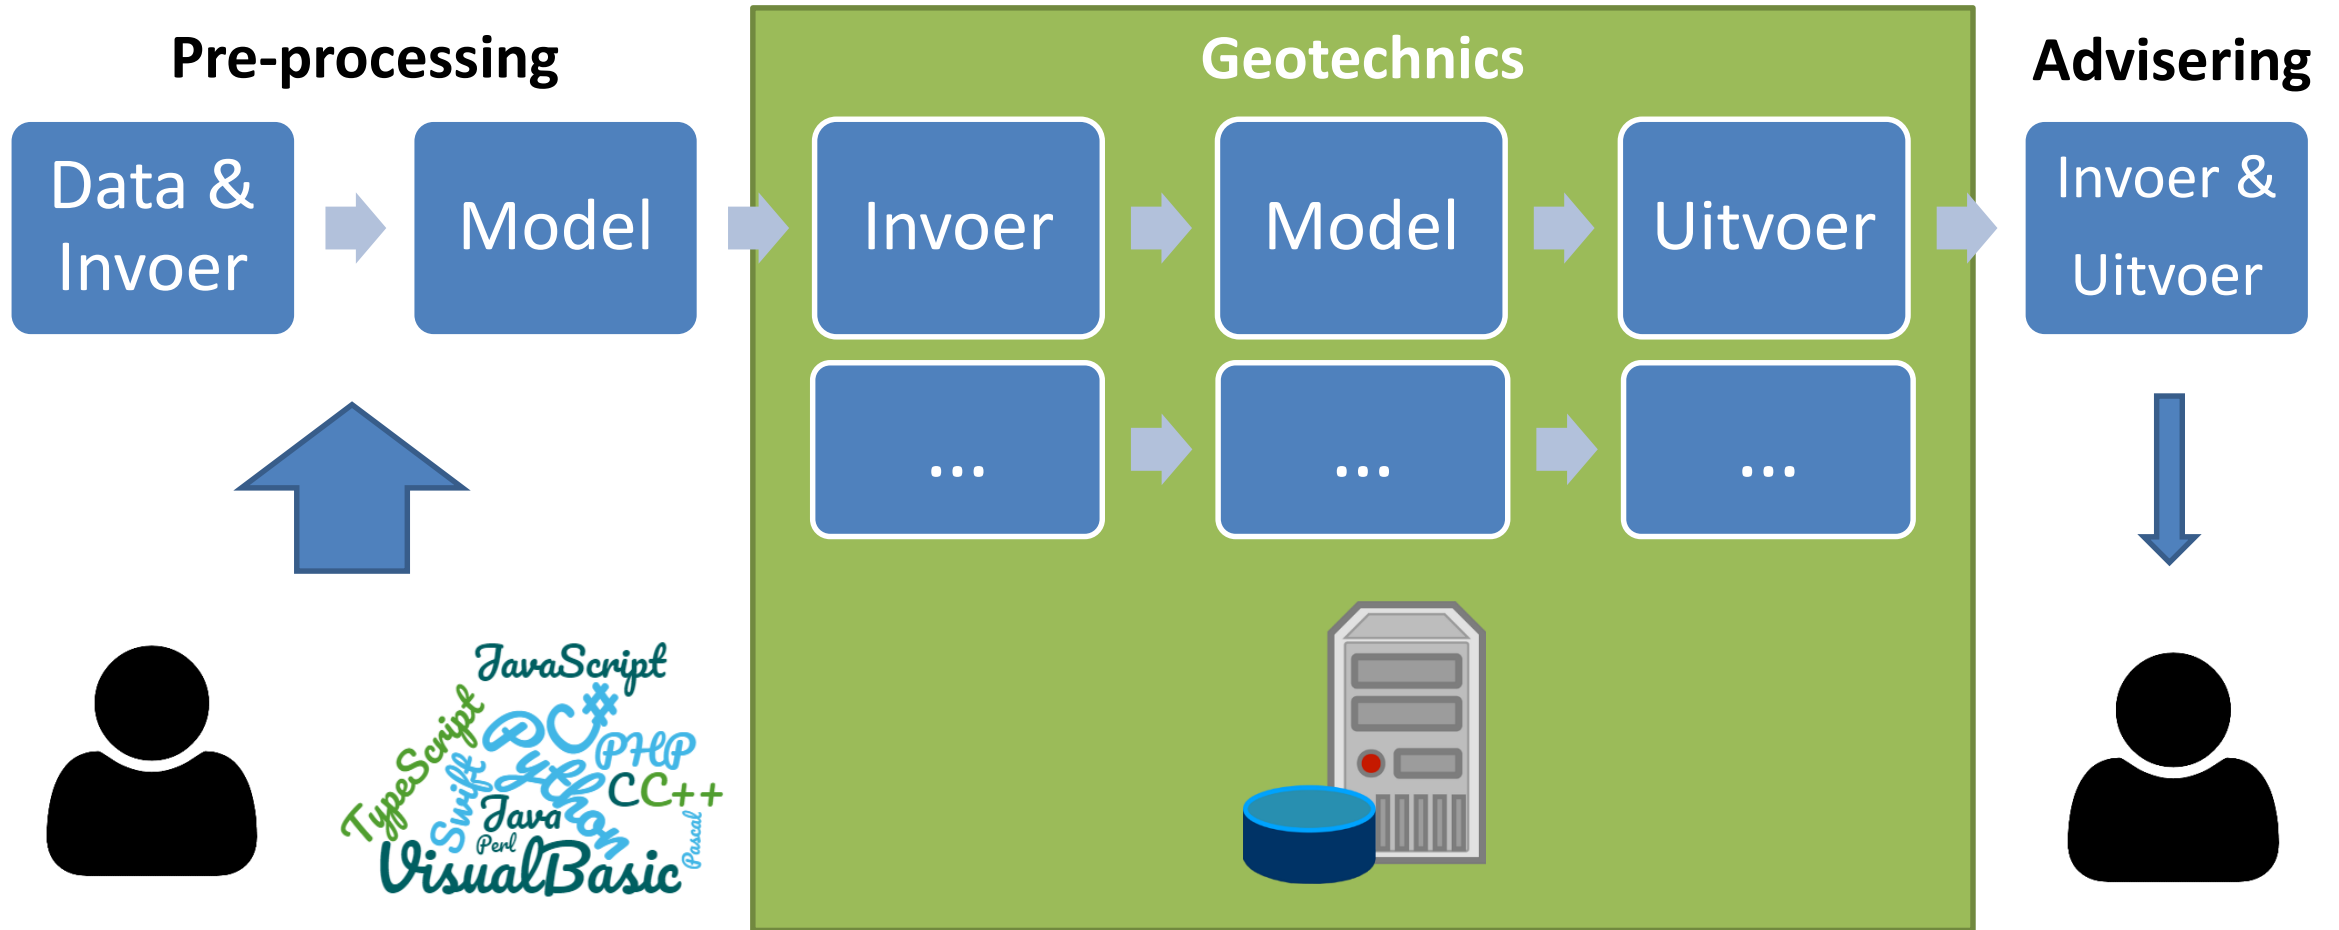 Pre-processing
Geotechnics
Advisering
Data &
Invoer
Model
Invoer
Model
Uitvoer
Invoer &
Uitvoer
...
...
...
JavaScript
TypeScript
C#
Python
PHP
Swift
C
C++
Java
Perl
Pascal
VisualBasic